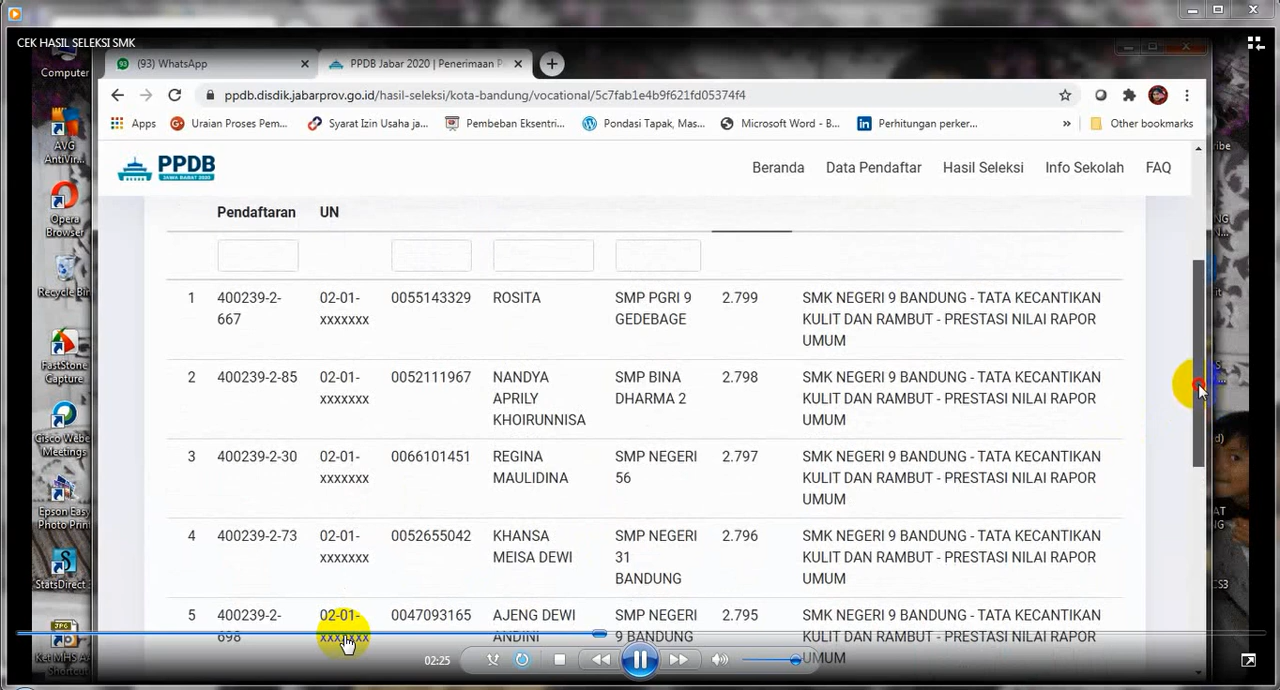 CEK HASIL SELEKSI SMK
Computer
(93) WhatsApp
PPDB Jabar 2020 | Penerimaan P
ppdb.disdik.jabarprov.go.id/hasil-seleksi/kota-bandung/vocational/5c7fab1e4b9f621fd05374f4
Apps
Uraian Proses Pem...
Syarat Izin Usaha ja...
Pembeban Eksentri...
Pondasi Tapak, Mas...
Microsoft Word - B...
Perhitungan perker...
»
Other bookmarks
AVG
AntiVir...
PPDB
JAWA BARAT 2020
Beranda
Data Pendaftar
Hasil Seleksi
Info Sekolah
FAQ
Opera
Browser
Recycle Bin
FastStone
Capture
Cisco Webe
Meetings
Epson Easy
Photo Print
StatsDirect
JPG
Pendaftaran UN
1 400239-2- 02-01- 0055143329 ROSITA SMP PGRI 9 2.799 SMK NEGERI 9 BANDUNG - TATA KECANTIKAN
667 xxxxxxx GEDEBAGE KULIT DAN RAMBUT - PRESTASI NILAI RAPOR
UMUM
2 400239-2-85 02-01- 0052111967 NANDYA SMP BINA 2.798 SMK NEGERI 9 BANDUNG - TATA KECANTIKAN
xxxxxxx APRILY DHARMA 2 KULIT DAN RAMBUT - PRESTASI NILAI RAPOR
KHOIRUNNISA UMUM
3 400239-2-30 02-01- 0066101451 REGINA SMP NEGERI 2.797 SMK NEGERI 9 BANDUNG - TATA KECANTIKAN
xxxxxxx MAULIDINA 56 KULIT DAN RAMBUT - PRESTASI NILAI RAPOR
UMUM
4 400239-2-73 02-01- 0052655042 KHANSA SMP NEGERI 2.796 SMK NEGERI 9 BANDUNG - TATA KECANTIKAN
xxxxxxx MEISA DEWI 31 KULIT DAN RAMBUT - PRESTASI NILAI RAPOR
BANDUNG UMUM
5 400239-2- 02-01- 0047093165 AJENG DEWI SMP NEGERI 2.795 SMK NEGERI 9 BANDUNG - TATA KECANTIKAN
698 xxxxxxx ANDINI 9 BANDUNG KULIT DAN RAMBUT - PRESTASI NILAI RAPOR
UMUM
02:25